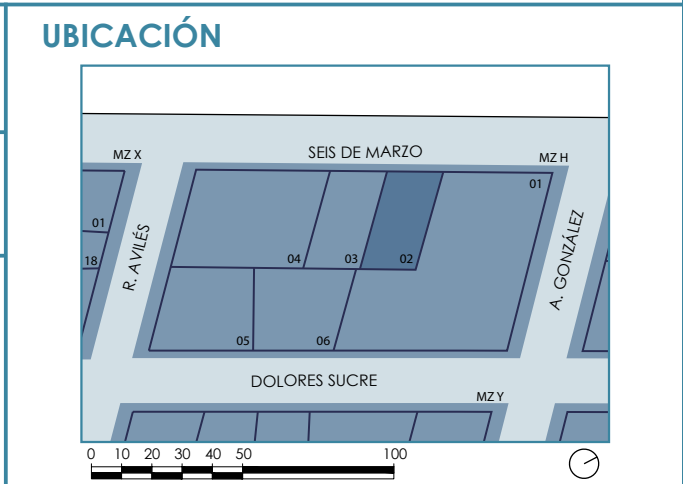 UBICACIÓN
SEIS DE MARZO
MZ X
MZ H
01
01
18
R. AVILÉS
04
03
02
A. GONZÁLEZ
05
06
DOLORES SUCRE
MZ Y
0 10 20 30 40 50 100